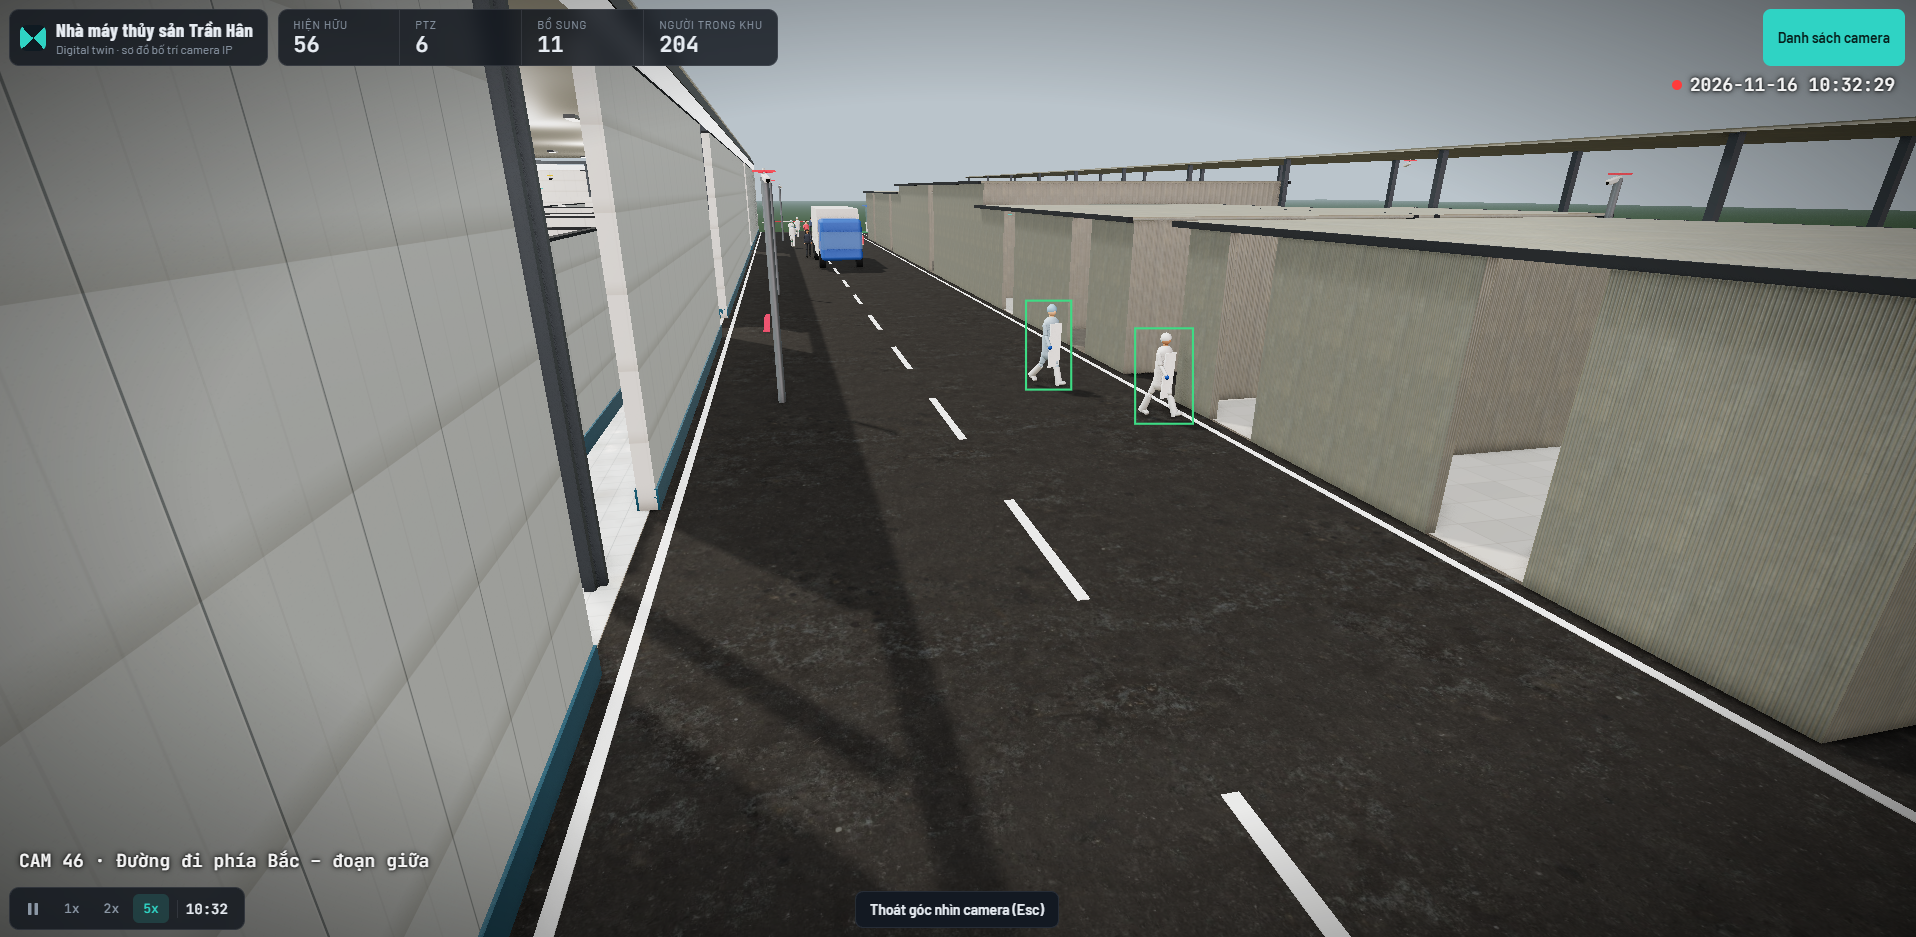 Nhà máy thủy sản Trần Hân
Digital twin · sơ đồ bố trí camera IP
HIỆN HỮU
56
PTZ
6
BỔ SUNG
11
NGƯỜI TRONG KHU
204
Danh sách camera
2026-11-16 10:32:29
CAM 46 · Đường đi phía Bắc – đoạn giữa
1x
2x
5x
10:32
Thoát góc nhìn camera (Esc)